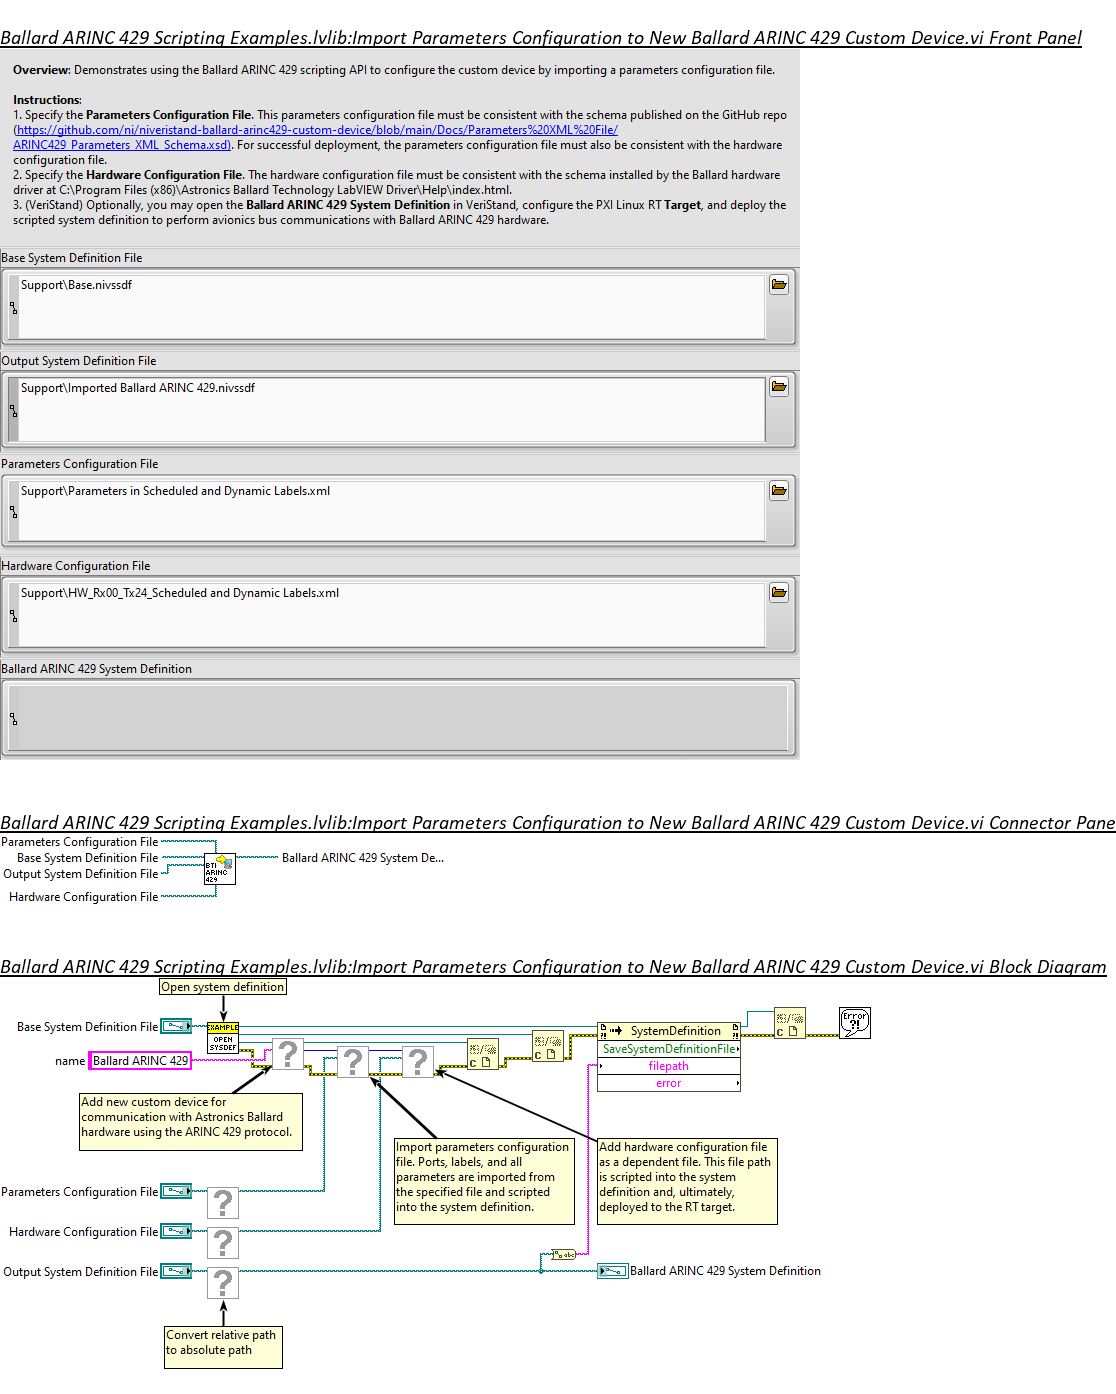 Ballard ARINC 429 Scripting Examples.lvlib:Import Parameters Configuration to New Ballard ARINC 429 Custom Device.vi Front Panel
Overview: Demonstrates using the Ballard ARINC 429 scripting API to configure the custom device by importing a parameters configuration file.
Instructions:
1. Specify the Parameters Configuration File. This parameters configuration file must be consistent with the schema published on the GitHub repo
(https://github.com/ni/niveristand-ballard-arinc429-custom-device/blob/main/Docs/Parameters%20XML%20File/
ARINC429_Parameters_XML_Schema.xsd). For successful deployment, the parameters configuration file must also be consistent with the hardware
configuration file.
2. Specify the Hardware Configuration File. The hardware configuration file must be consistent with the schema installed by the Ballard hardware
driver at C:\Program Files (x86)\Astronics Ballard Technology LabVIEW Driver\Help\index.html.
3. (VeriStand) Optionally, you may open the Ballard ARINC 429 System Definition in VeriStand, configure the PXI Linux RT Target, and deploy the
scripted system definition to perform avionics bus communications with Ballard ARINC 429 hardware.
Base System Definition File
Support\Base.nivssdf
Output System Definition File
Support\Imported Ballard ARINC 429.nivssdf
Parameters Configuration File
Support\Parameters in Scheduled and Dynamic Labels.xml
Hardware Configuration File
Support\HW_Rx00_Tx24_Scheduled and Dynamic Labels.xml
Ballard ARINC 429 System Definition
Ballard ARINC 429 Scripting Examples.lvlib:Import Parameters Configuration to New Ballard ARINC 429 Custom Device.vi Connector Pane
Parameters Configuration File
Base System Definition File
Output System Definition File
Hardware Configuration File
BTI
ARINC
429
Ballard ARINC 429 System De...
Ballard ARINC 429 Scripting Examples.lvlib:Import Parameters Configuration to New Ballard ARINC 429 Custom Device.vi Block Diagram
Open system definition
Base System Definition File
EXAMPLE
OPEN
SYSDEF
name
Ballard ARINC 429
?
?
?
C
C
SystemDefinition
SaveSystemDefinitionFile
filepath
error
C
Error
?!
Add new custom device for
communication with Astronics Ballard
hardware using the ARINC 429 protocol.
Import parameters configuration
file. Ports, labels, and all
parameters are imported from
the specified file and scripted
into the system definition.
Add hardware configuration file
as a dependent file. This file path
is scripted into the system
definition and, ultimately,
deployed to the RT target.
Parameters Configuration File
?
Hardware Configuration File
?
Output System Definition File
?
abc
Ballard ARINC 429 System Definition
Convert relative path
to absolute path